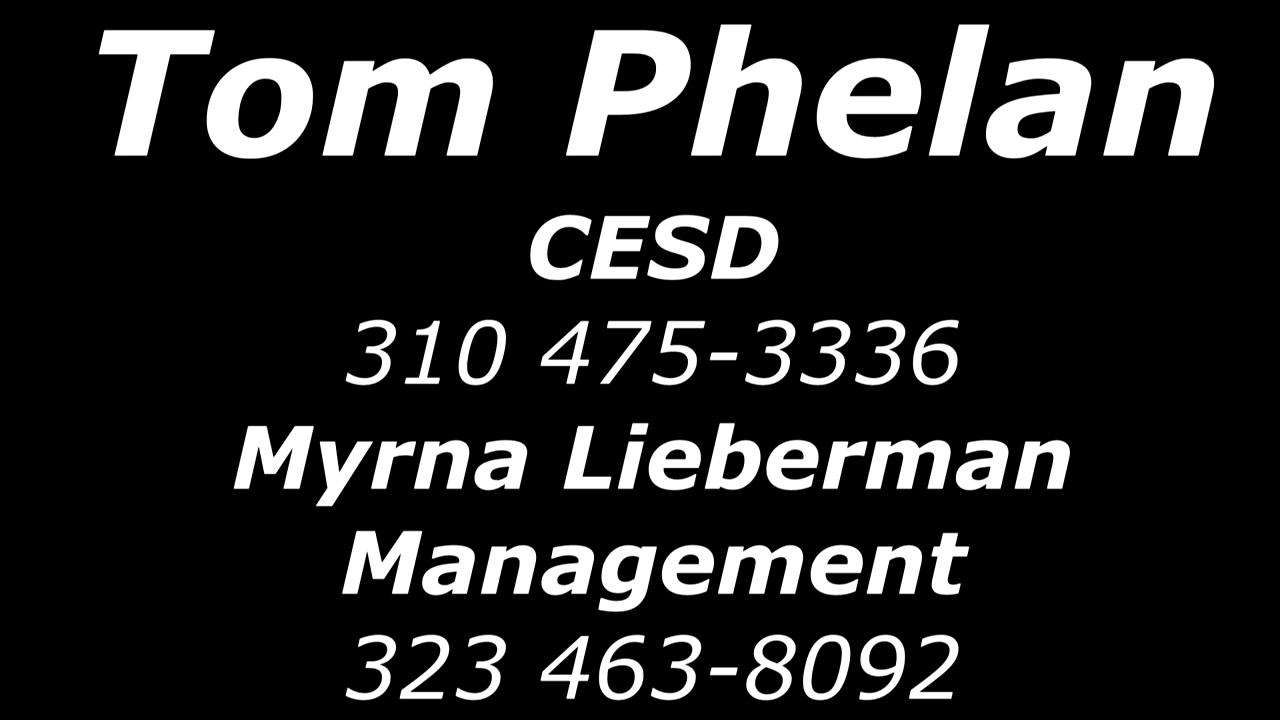 Tom Phelan
CESD
310 475-3336
Myrna Lieberman
Management
323 463-8092